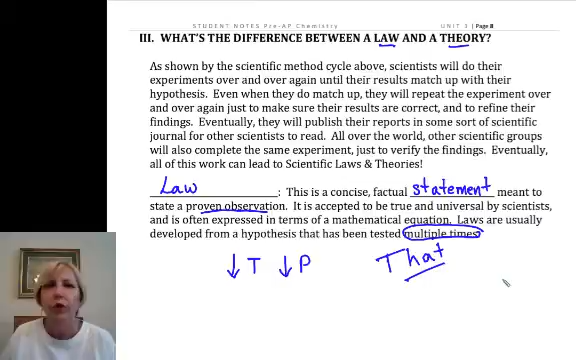 STUDENT NOTES Pre-AP Chemistry UNIT 3 | Page 8
III. WHAT'S THE DIFFERENCE BETWEEN A LAW AND A THEORY?
As shown by the scientific method cycle above, scientists will do their
experiments over and over again until their results match up with their
hypothesis. Even when they do match up, they will repeat the experiment over
and over again just to make sure their results are correct, and to refine their
findings. Eventually, they will publish their reports in some sort of scientific
journal for other scientists to read. All over the world, other scientific groups
will also complete the same experiment, just to verify the findings. Eventually,
all of this work can lead to Scientific Laws & Theories!
Law : This is a concise, factual statement meant to
state a proven observation. It is accepted to be true and universal by scientists,
and is often expressed in terms of a mathematical equation. Laws are usually
developed from a hypothesis that has been tested multiple times.
↓ T ↓ P That